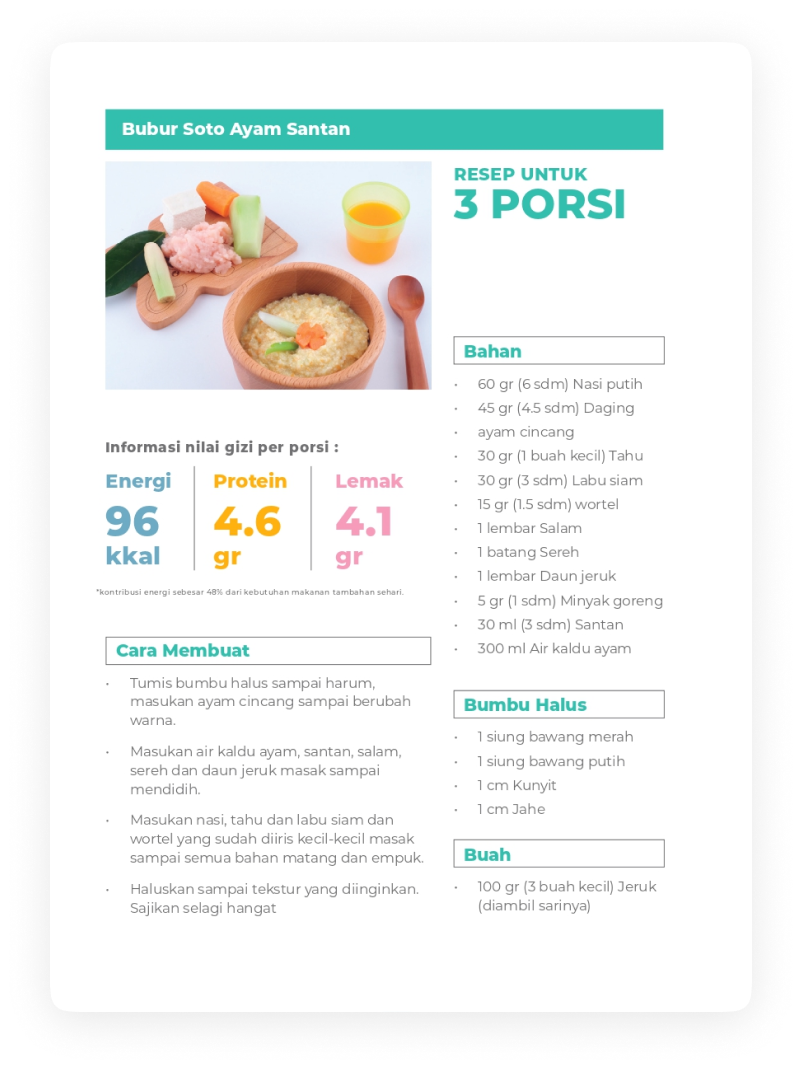 Bubur Soto Ayam Santan
RESEP UNTUK
3 PORSI
Informasi nilai gizi per porsi :
Energi
96
kkal
Protein
4.6
gr
Lemak
4.1
gr
*kontribusi energi sebesar 48% dari kebutuhan makanan tambahan sehari.
Cara Membuat
• Tumis bumbu halus sampai harum,
masukan ayam cincang sampai berubah
warna.
• Masukan air kaldu ayam, santan, salam,
sereh dan daun jeruk masak sampai
mendidih.
• Masukan nasi, tahu dan labu siam dan
wortel yang sudah diiris kecil-kecil masak
sampai semua bahan matang dan empuk.
• Haluskan sampai tekstur yang diinginkan.
Sajikan selagi hangat
Bahan
• 60 gr (6 sdm) Nasi putih
• 45 gr (4.5 sdm) Daging
• ayam cincang
• 30 gr (1 buah kecil) Tahu
• 30 gr (3 sdm) Labu siam
• 15 gr (1.5 sdm) wortel
• 1 lembar Salam
• 1 batang Sereh
• 1 lembar Daun jeruk
• 5 gr (1 sdm) Minyak goreng
• 30 ml (3 sdm) Santan
• 300 ml Air kaldu ayam
Bumbu Halus
• 1 siung bawang merah
• 1 siung bawang putih
• 1 cm Kunyit
• 1 cm Jahe
Buah
• 100 gr (3 buah kecil) Jeruk
(diambil sarinya)